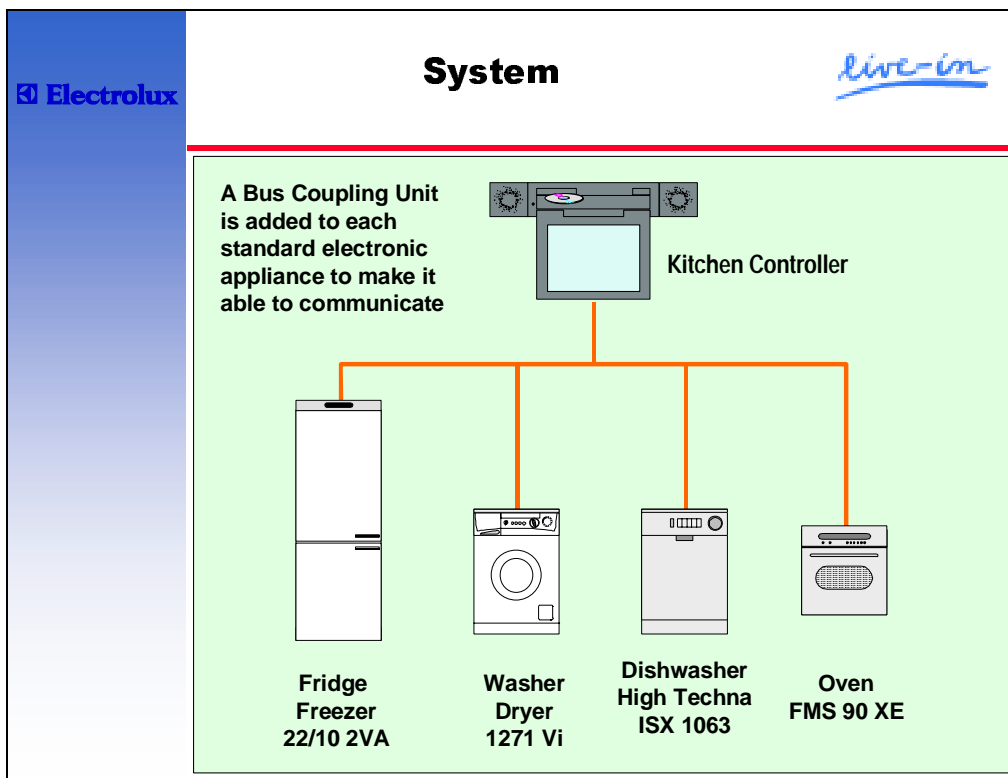 Electrolux
System
live-in
A Bus Coupling Unit
is added to each
standard electronic
appliance to make it
able to communicate
Kitchen Controller
Fridge
Freezer
22/10 2VA
Washer
Dryer
1271 Vi
Dishwasher
High Techna
ISX 1063
Oven
FMS 90 XE